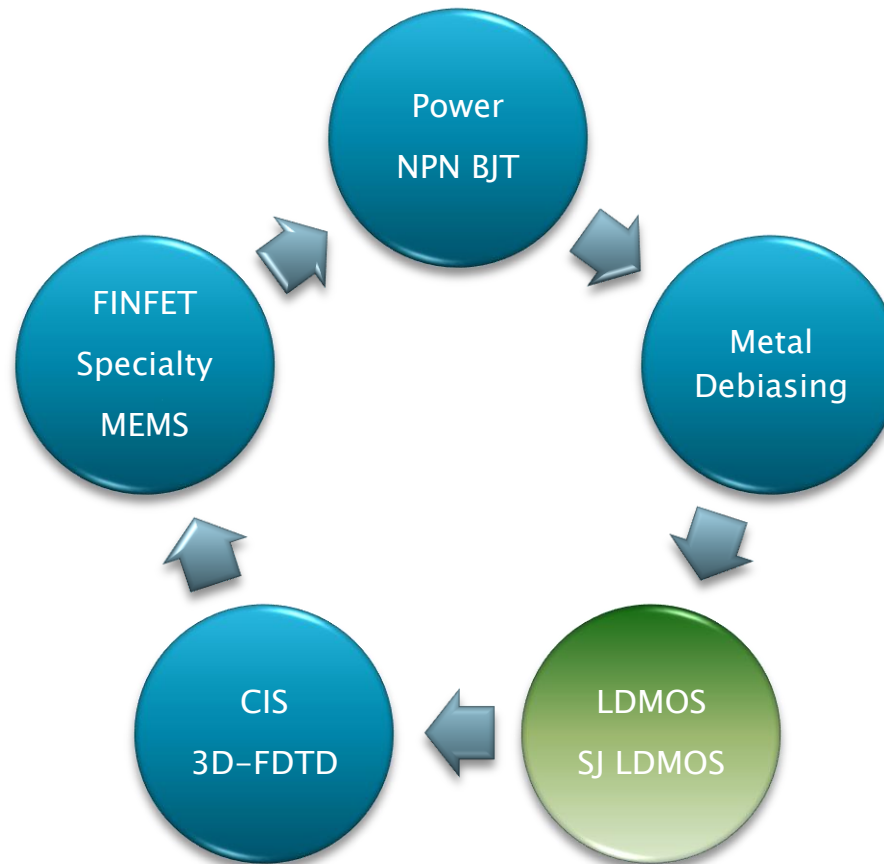 Power
NPN BJT
Metal
Debiasing
LDMOS
SJ LDMOS
CIS
3D-FDTD
FINFET
Specialty
MEMS